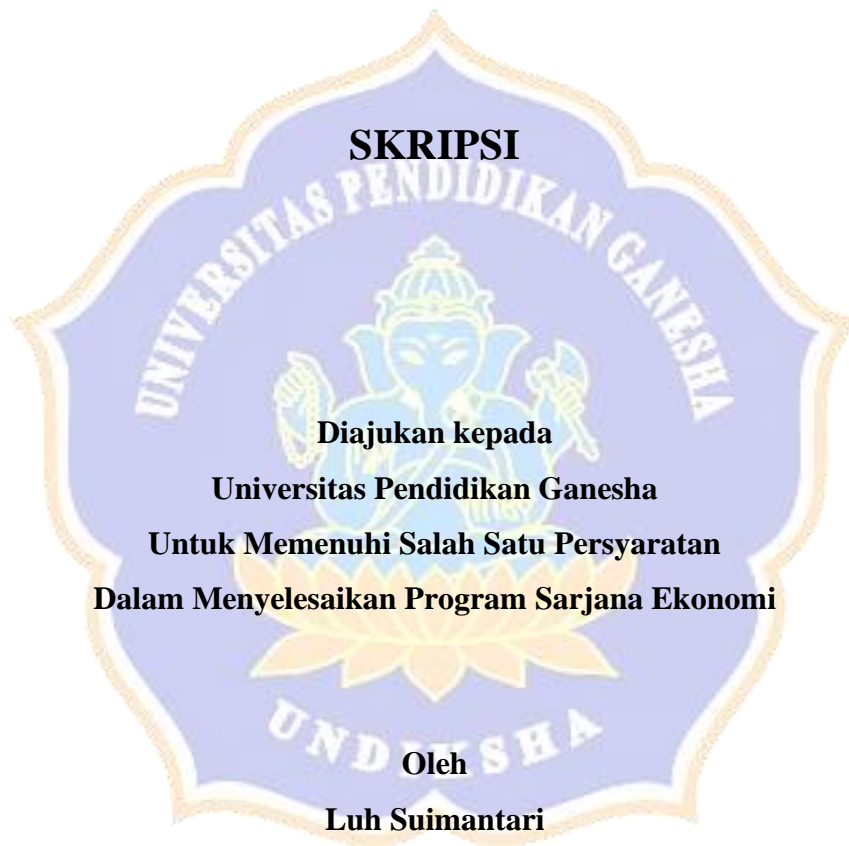 SKRIPSI
UNIVERSITAS PENDIDIKAN GANESHA
Diajukan kepada
Universitas Pendidikan Ganesha
Untuk Memenuhi Salah Satu Persyaratan
Dalam Menyelesaikan Program Sarjana Ekonomi
UNDIKSHA
Oleh
Luh Suimantari